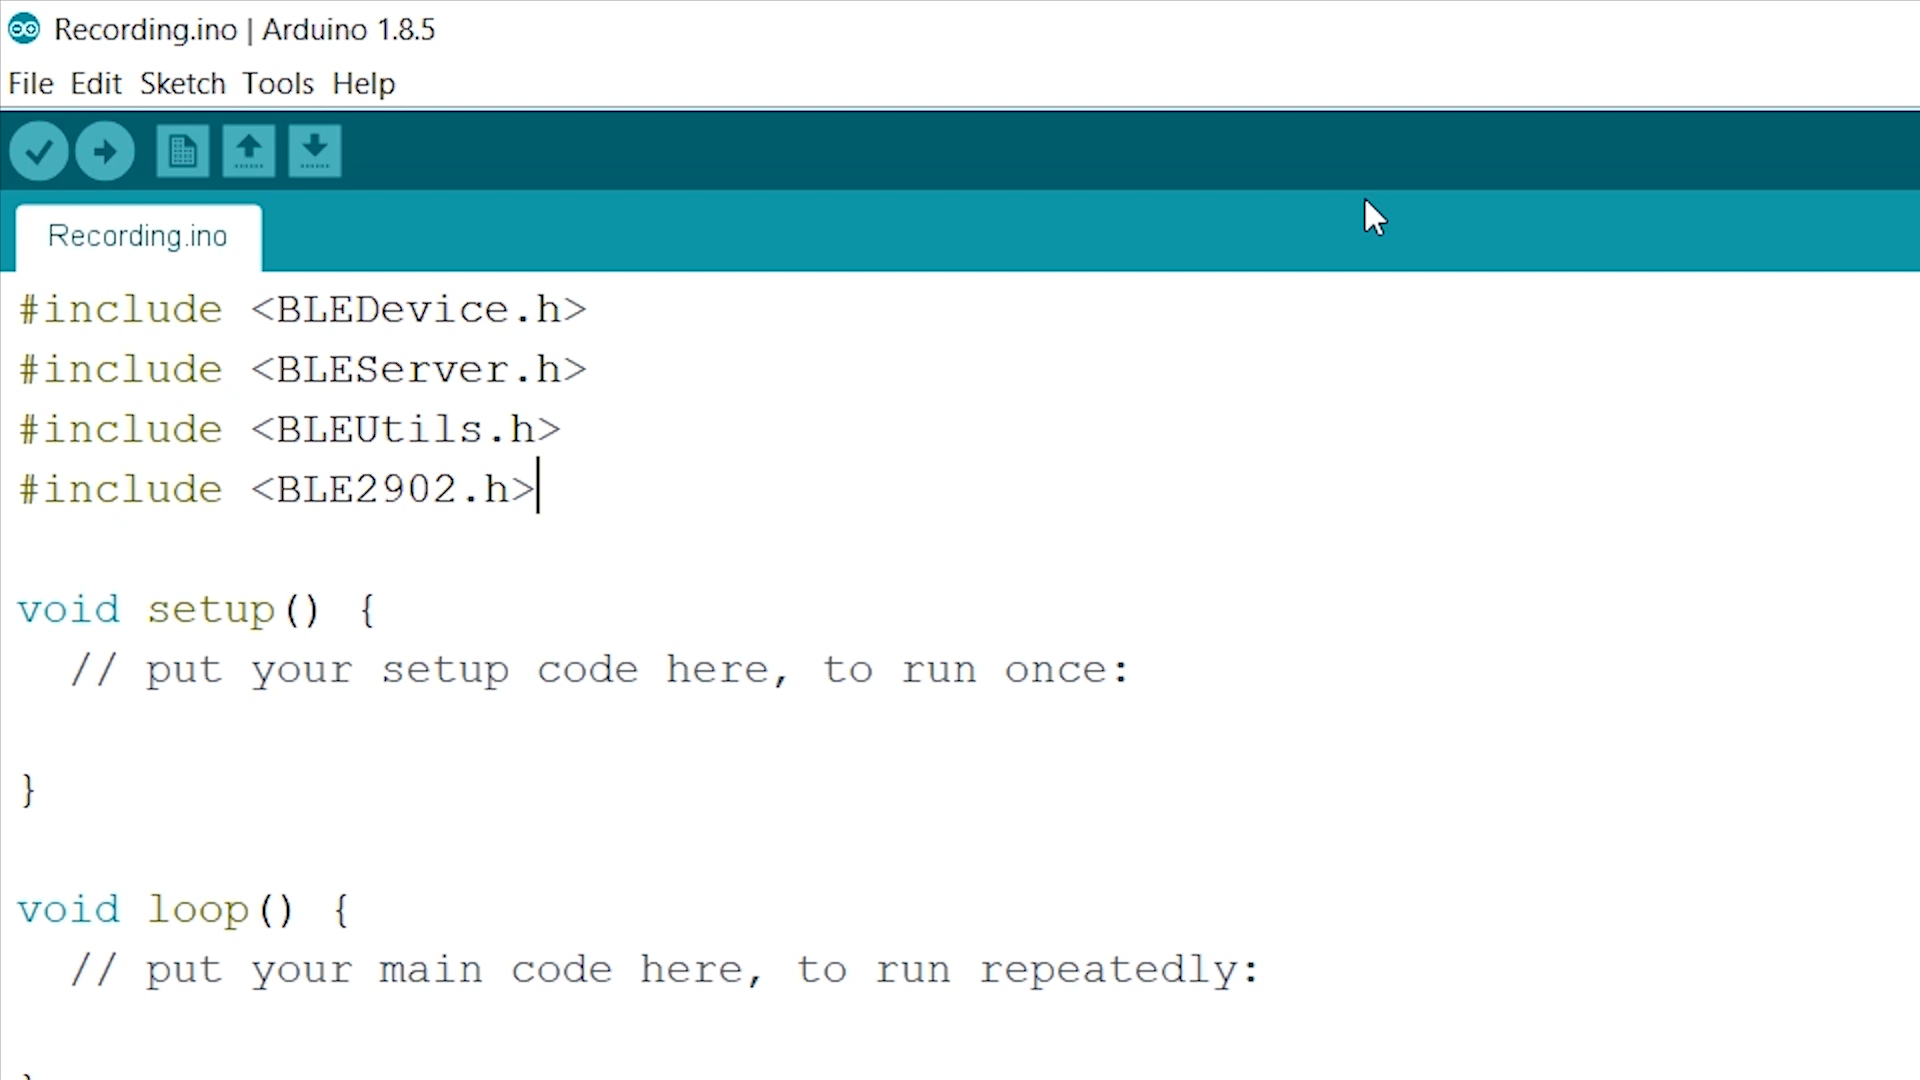 Recording.ino | Arduino 1.8.5
File Edit Sketch Tools Help
Recording.ino
#include <BLEDevice.h>
#include <BLEServer.h>
#include <BLEUtils.h>
#include <BLE2902.h>
void setup() {
// put your setup code here, to run once:
}
void loop() {
// put your main code here, to run repeatedly:
}